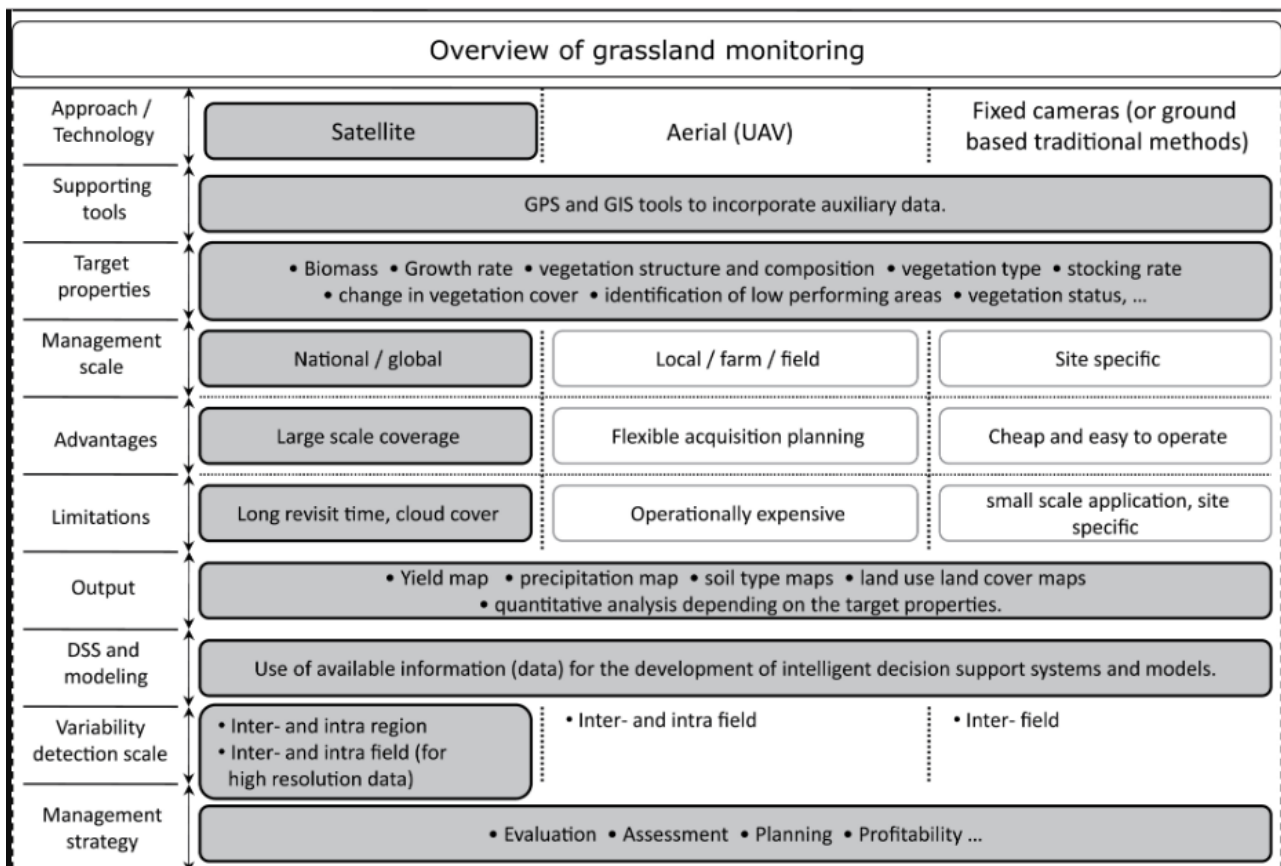 Overview of grassland monitoring
Approach /
Technology
Satellite
Aerial (UAV)
Fixed cameras (or ground
based traditional methods)
Supporting
tools
GPS and GIS tools to incorporate auxiliary data.
Target
properties
• Biomass • Growth rate • vegetation structure and composition • vegetation type • stocking rate
• change in vegetation cover • identification of low performing areas • vegetation status, ...
Management
scale
National / global
Local / farm / field
Site specific
Advantages
Large scale coverage
Flexible acquisition planning
Cheap and easy to operate
Limitations
Long revisit time, cloud cover
Operationally expensive
small scale application, site
specific
Output
• Yield map • precipitation map • soil type maps • land use land cover maps
• quantitative analysis depending on the target properties.
DSS and
modeling
Use of available information (data) for the development of intelligent decision support systems and models.
Variability
detection scale
• Inter- and intra region
• Inter- and intra field (for
high resolution data)
• Inter- and intra field
• Inter- field
Management
strategy
• Evaluation • Assessment • Planning • Profitability ...